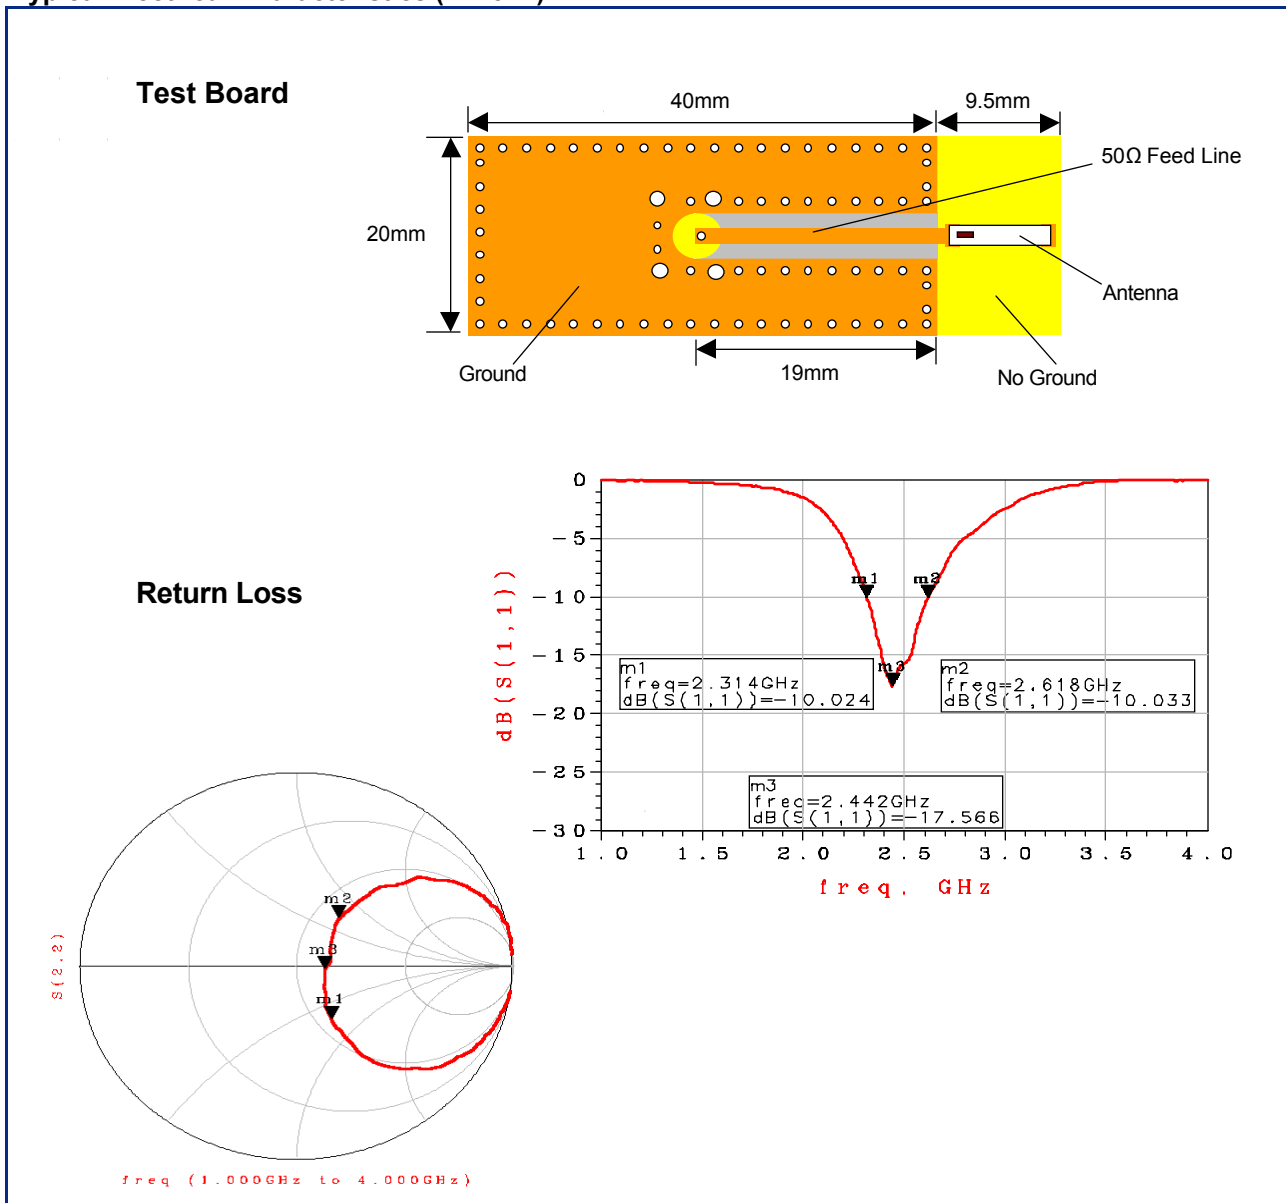 Test Board
40mm
9.5mm
50Ω Feed Line
20mm
Antenna
Ground
19mm
No Ground
Return Loss
0
-5
-10
-15
-20
-25
-30
dB(S(1,1))
m1
m2
m3
m1
freq=2.314GHz
dB(S(1,1))=-10.024
m2
freq=2.618GHz
dB(S(1,1))=-10.033
m3
freq=2.442GHz
dB(S(1,1))=-17.566
1.0 1.5 2.0 2.5 3.0 3.5 4.0
freq, GHz
m2
m3
m1
S(2,2)
freq (1.000GHz to 4.000GHz)